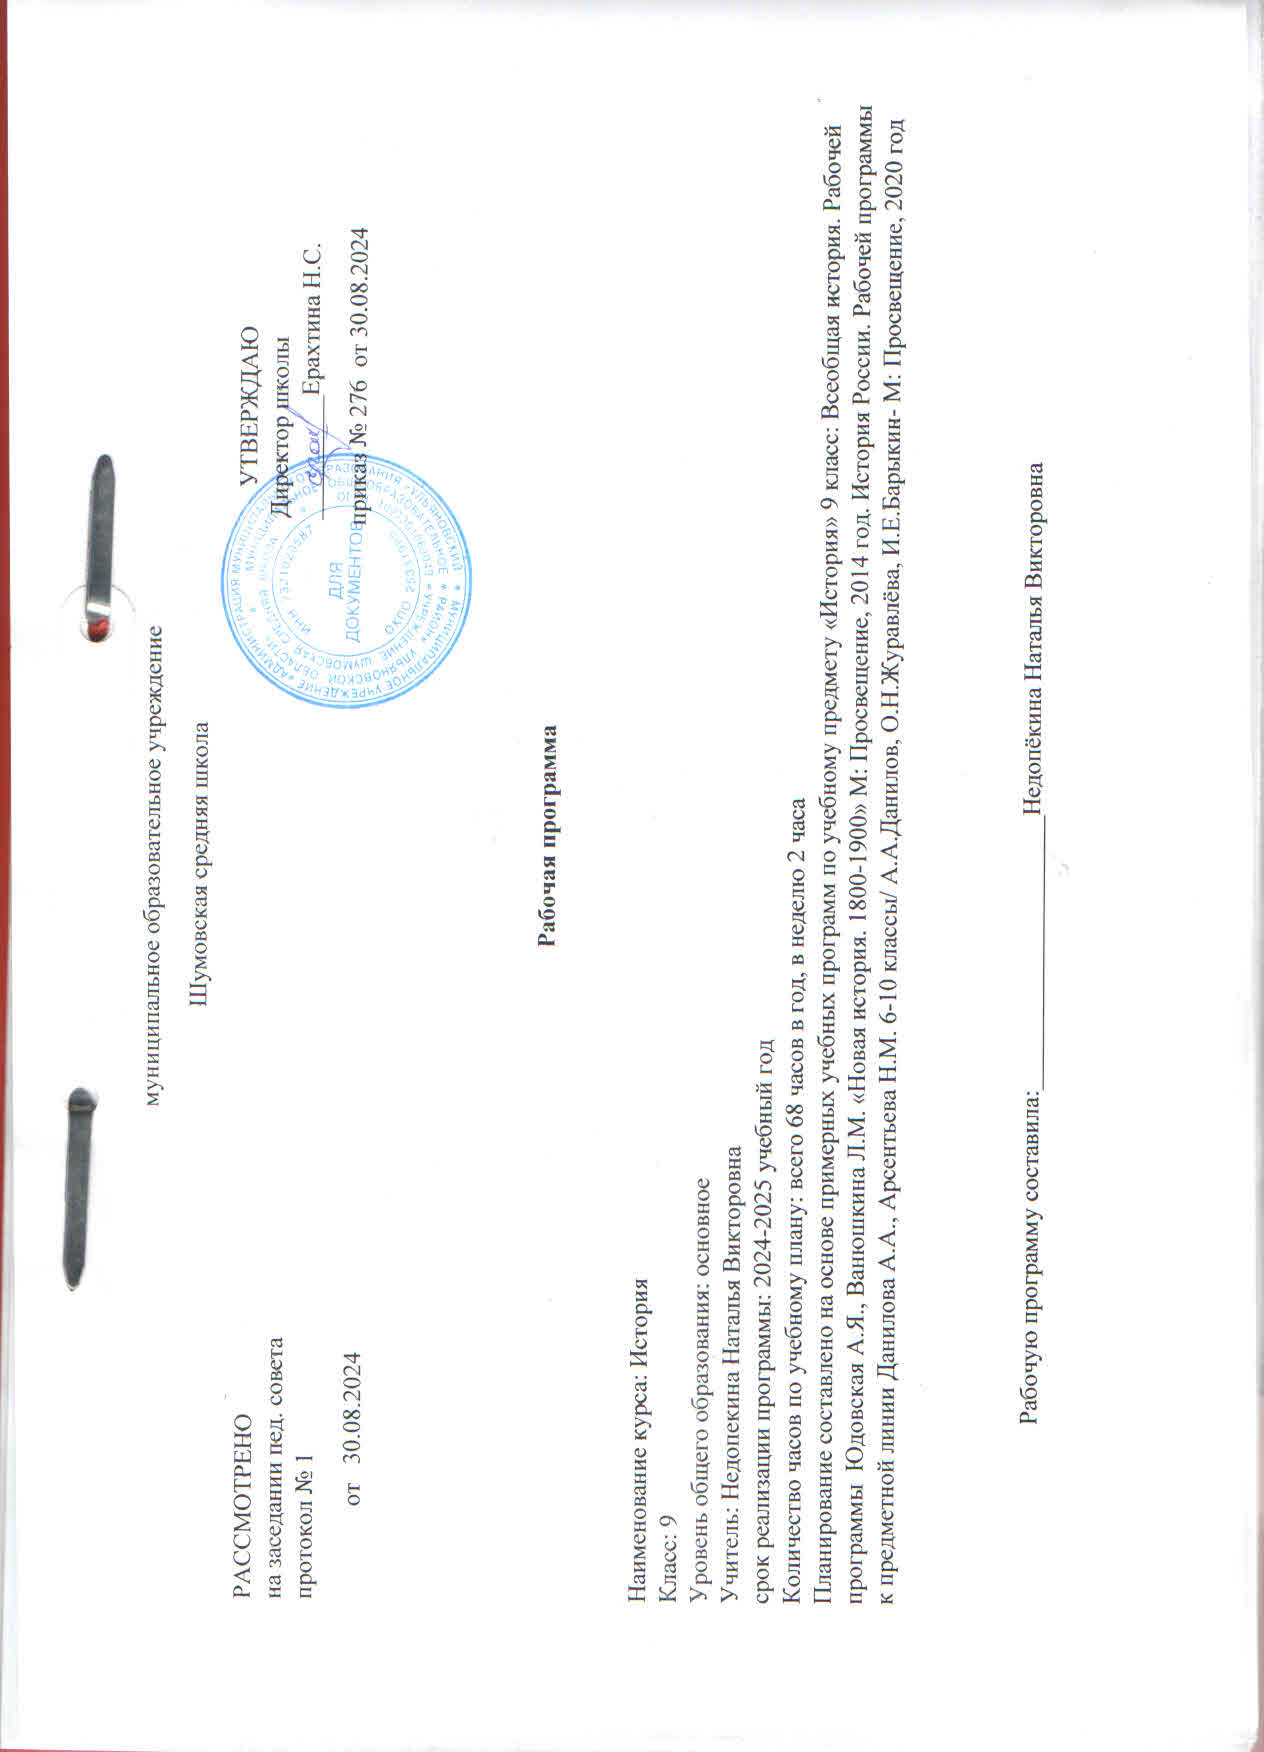 муниципальное образовательное учреждение
Шумовская средняя школа
РАССМОТРЕНО
на заседании пед. совета
протокол № 1
от 30.08.2024
УТВЕРЖДАЮ
Директор школы
Ерахтина Н.С.
приказ № 276 от 30.08.2024
ИНН 7321023587
ДЛЯ
ДОКУМЕНТОВ
Рабочая программа
Наименование курса: История
Класс: 9
Уровень общего образования: основное
Учитель: Недопекина Наталья Викторовна
срок реализации программы: 2024-2025 учебный год
Количество часов по учебному плану: всего 68 часов в год, в неделю 2 часа
Планирование составлено на основе примерных учебных программ по учебному предмету «История» 9 класс: Всеобщая история. Рабочей
программы Юдовская А.Я., Ванюшкина Л.М. «Новая история. 1800-1900» М: Просвещение, 2014 год. История России. Рабочей программы
к предметной линии Данилова А.А., Арсентьева Н.М. 6-10 классы/ А.А.Данилов, О.Н.Журавлёва, И.Е.Барыкин- М: Просвещение, 2020 год
Рабочую программу составила:______________________Недопёкина Наталья Викторовна